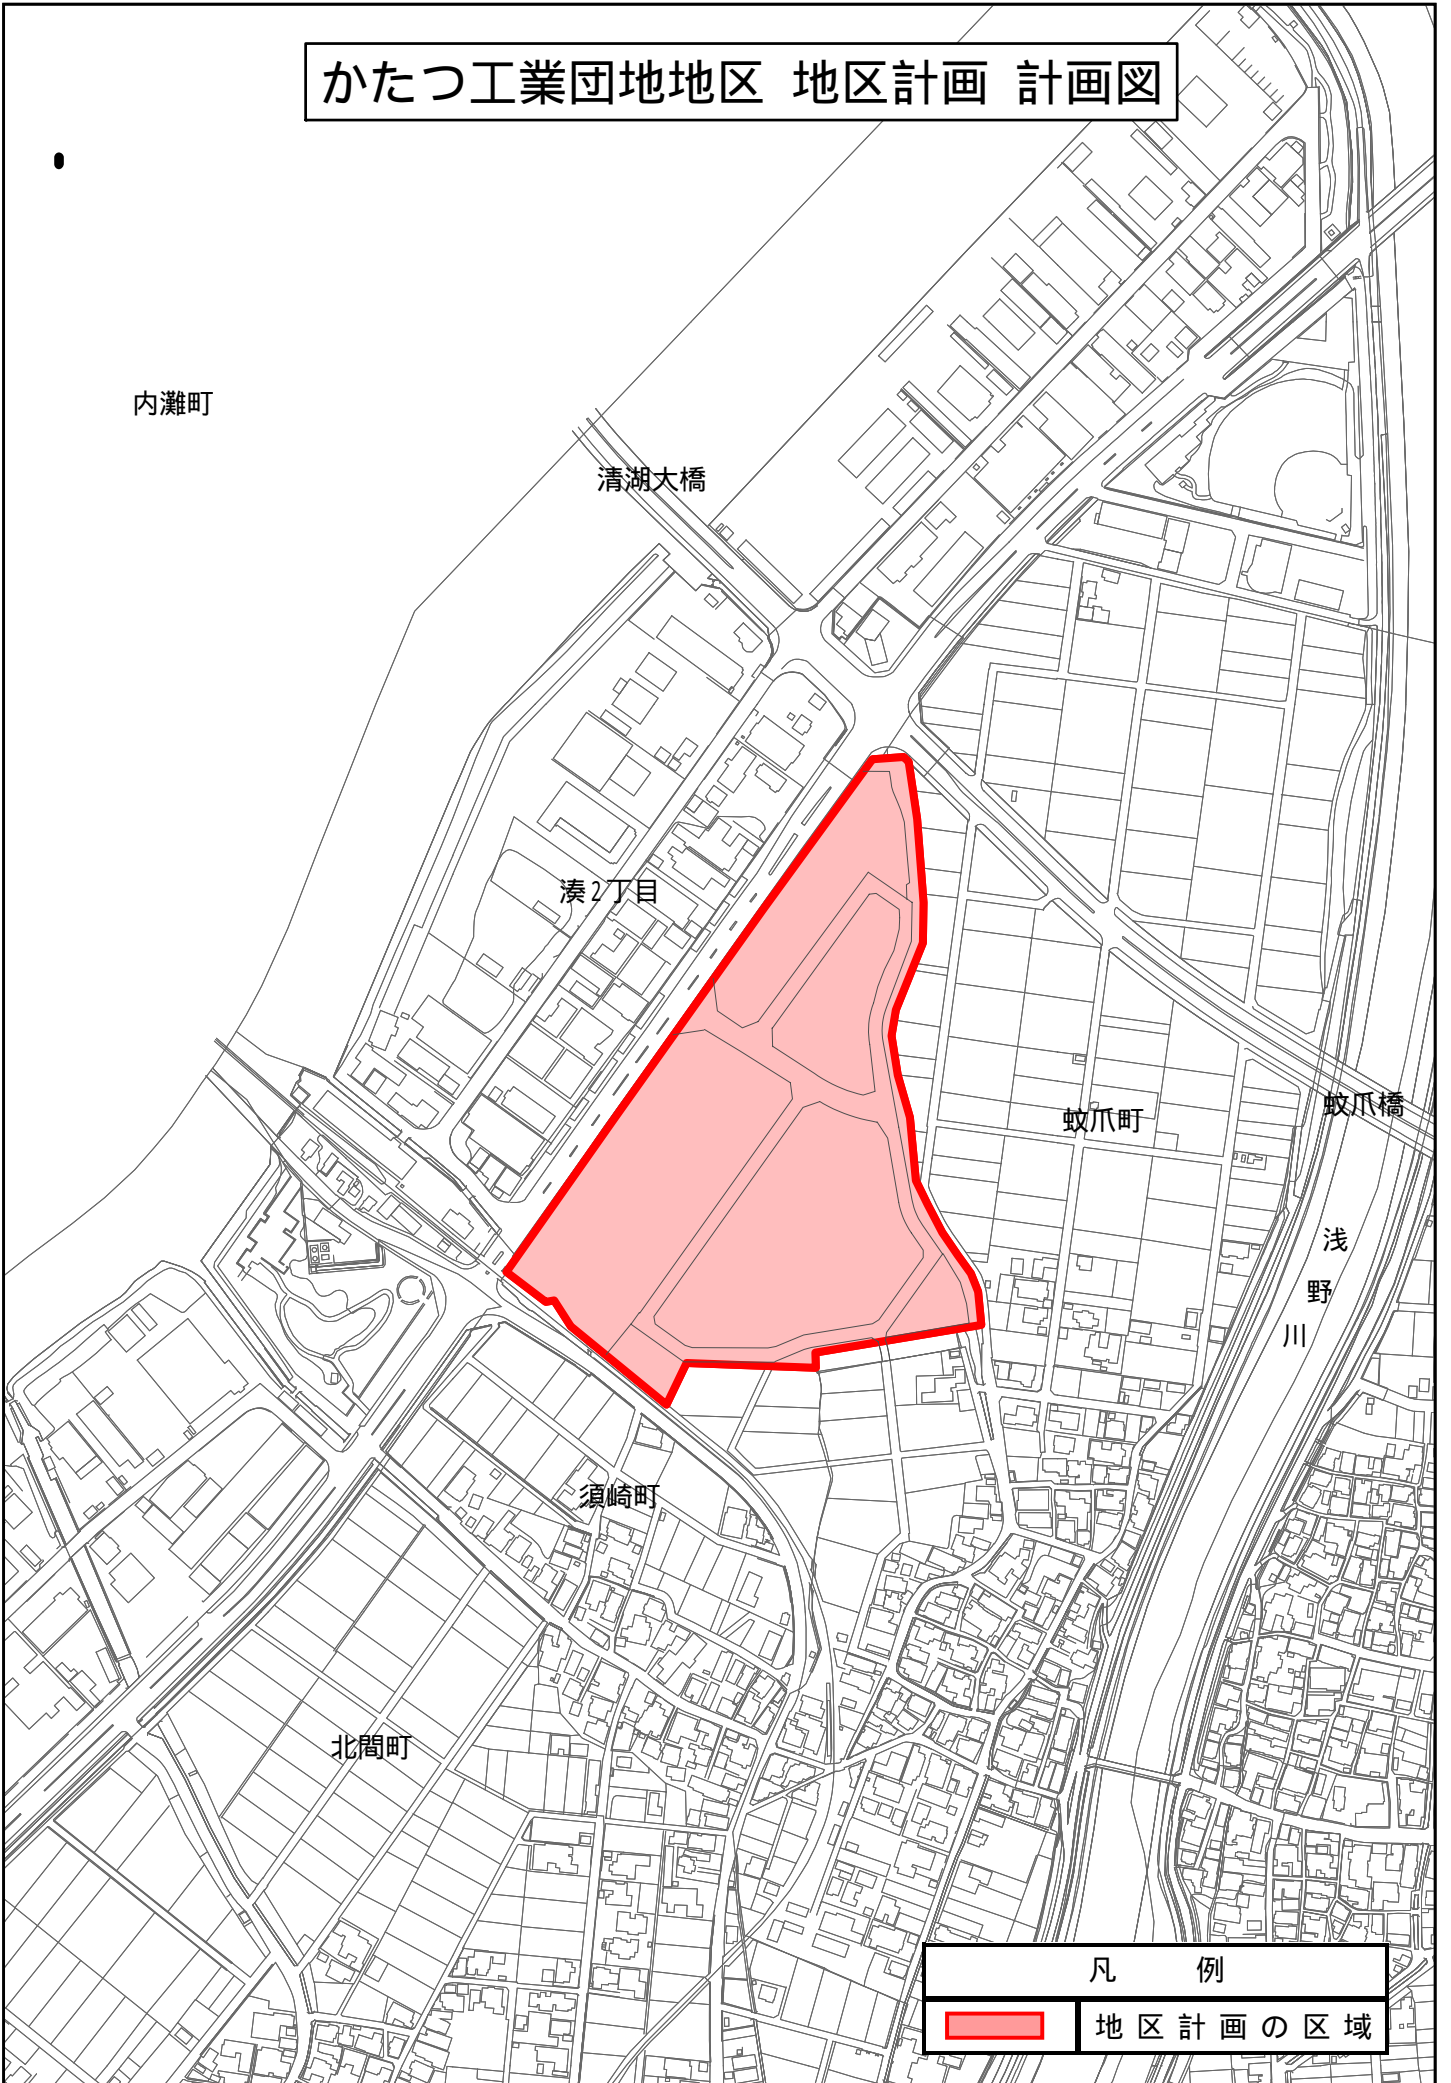 かたつ工業団地地区 地区計画 計画図
内灘町
清湖大橋
湊2丁目
蚊爪町
蚊爪橋
浅野川
須崎町
北間町
凡 例
地区計画の区域